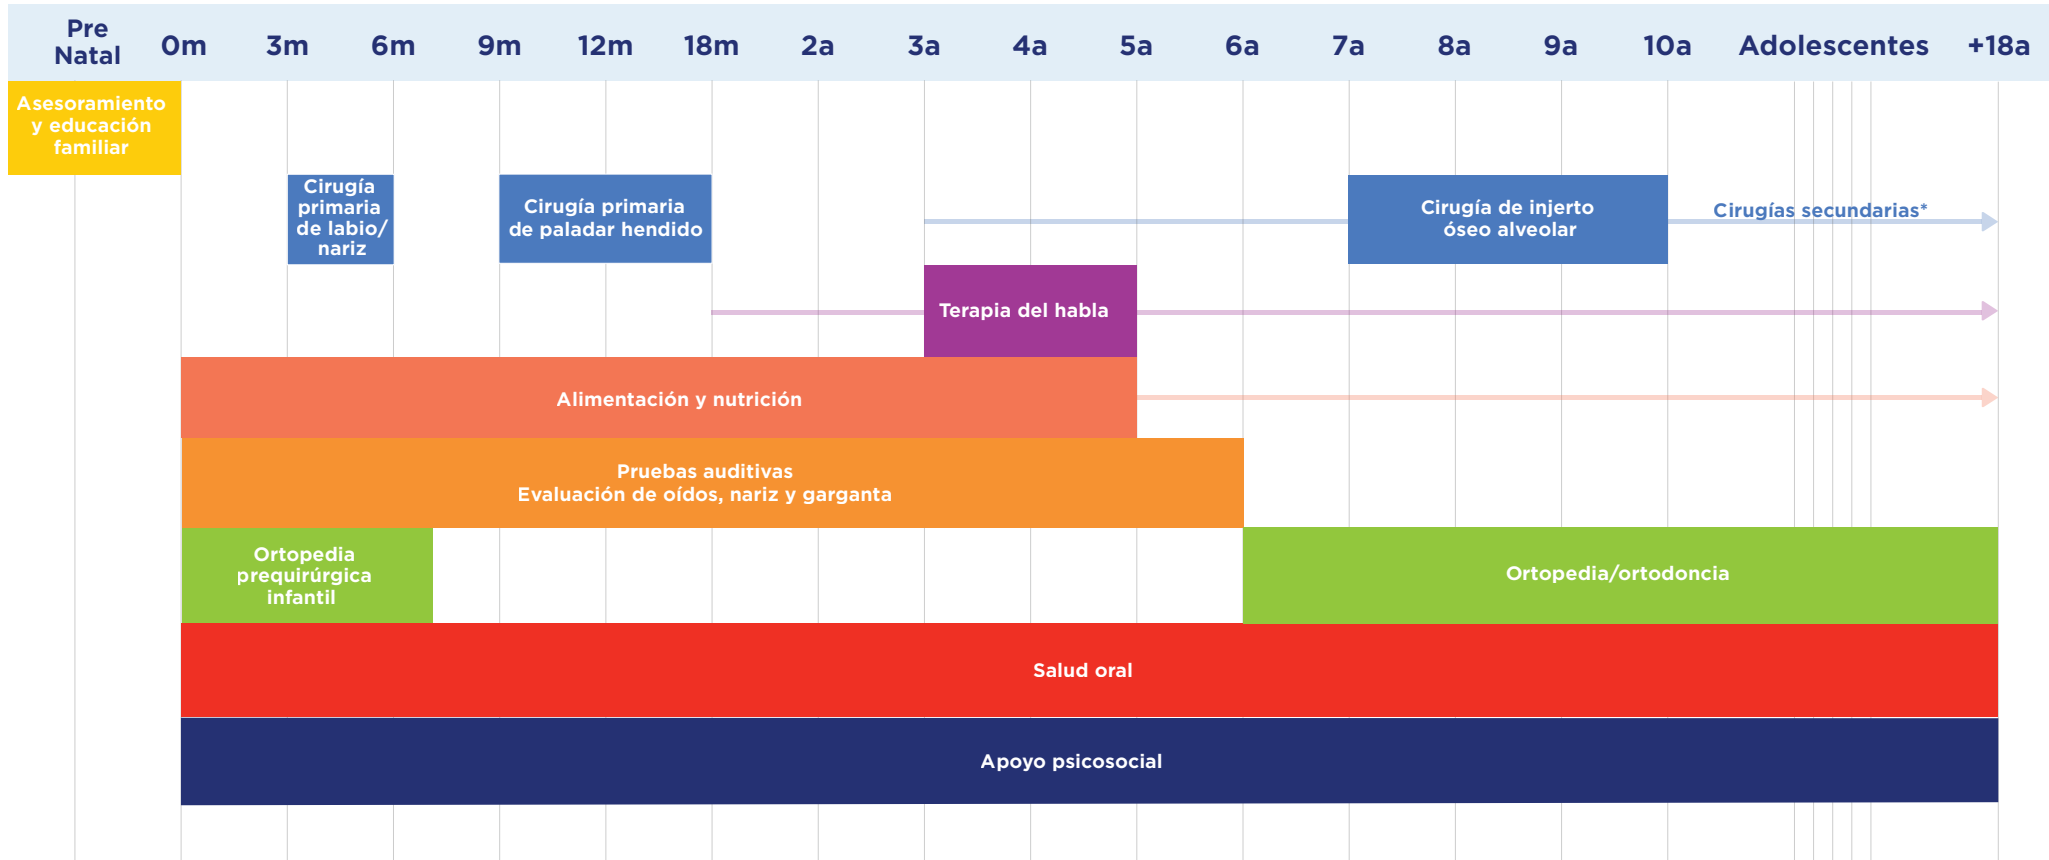 Pre
Natal
0m 3m 6m 9m 12m 18m 2a 3a 4a 5a 6a 7a 8a 9a 10a Adolescentes +18a
Asesoramiento
y educación
familiar
Cirugía
primaria
de labio/
nariz
Cirugía primaria
de paladar hendido
Cirugía de injerto
óseo alveolar
Cirugías secundarias*
Terapia del habla
Alimentación y nutrición
Pruebas auditivas
Evaluación de oídos, nariz y garganta
Ortopedia
prequirúrgica
infantil
Ortopedia/ortodoncia
Salud oral
Apoyo psicosocial